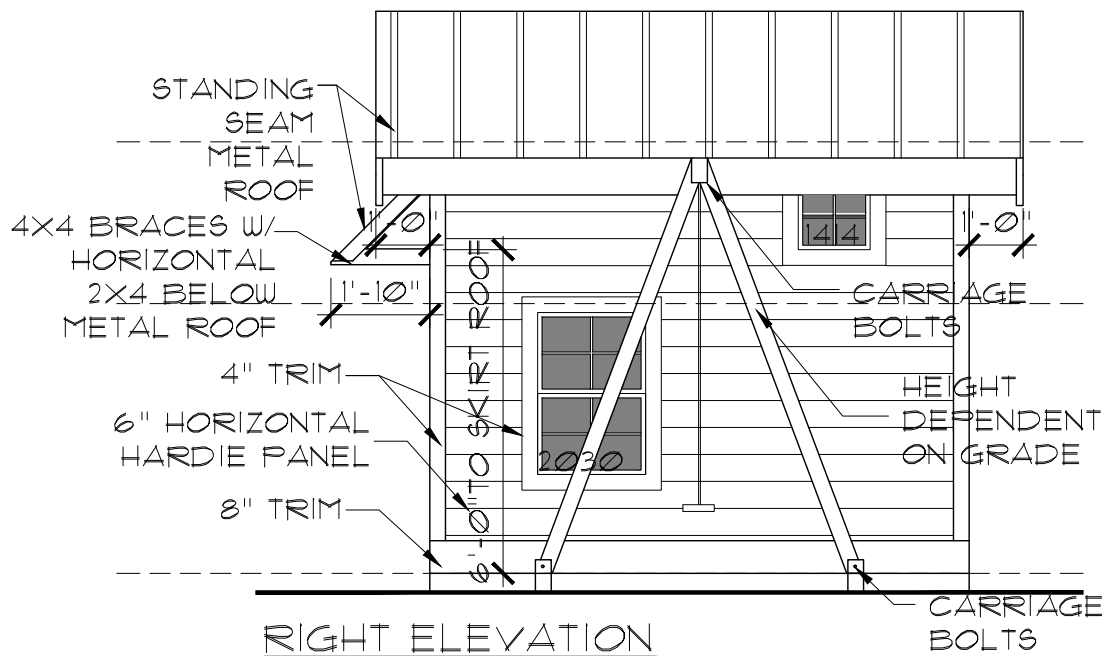 STANDING
SEAM
METAL
ROOF
4X4 BRACES W/
HORIZONTAL
2X4 BELOW
METAL ROOF
1'-0"
1'-10"
4" TRIM
6" HORIZONTAL
HARDIE PANEL
8" TRIM
6'-0" TO SKIRT ROOF
2030
144
1'-0"
CARRIAGE
BOLTS
HEIGHT
DEPENDENT
ON GRADE
CARRIAGE
BOLTS
RIGHT ELEVATION